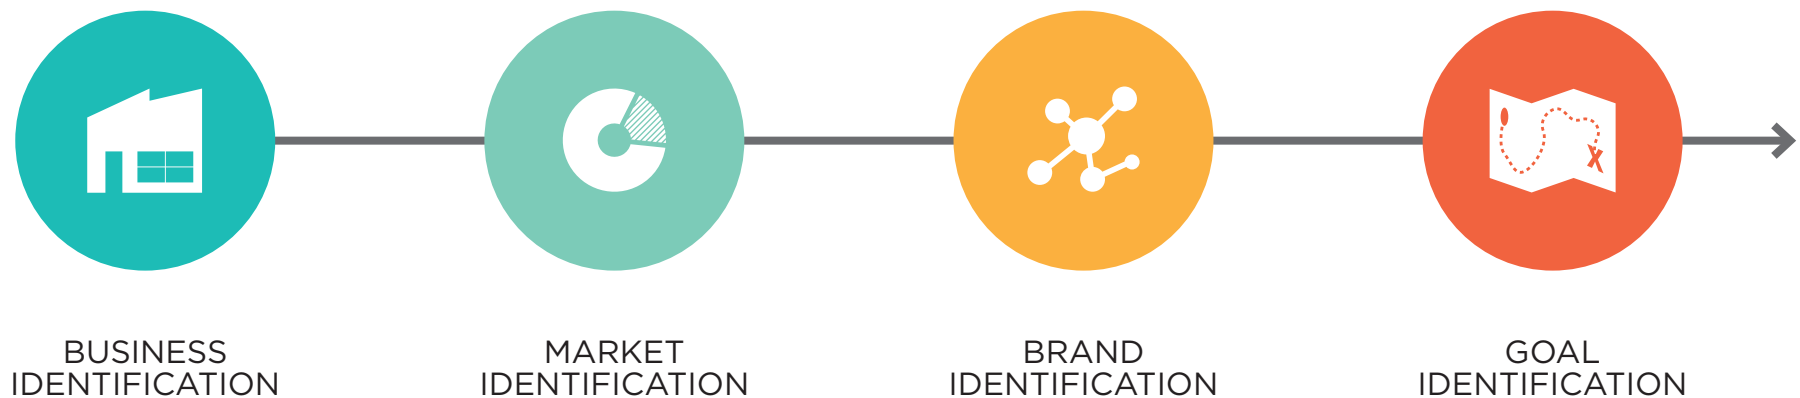 BUSINESS
IDENTIFICATION
MARKET
IDENTIFICATION
BRAND
IDENTIFICATION
GOAL
IDENTIFICATION